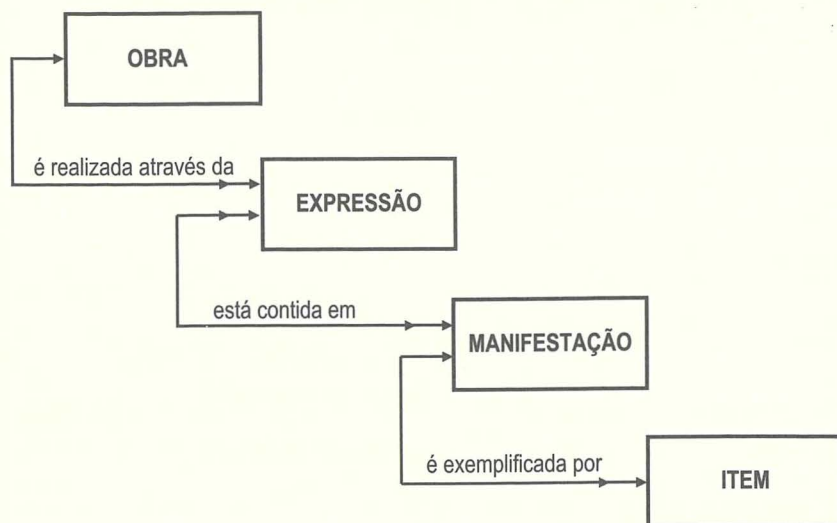 OBRA
é realizada através da
EXPRESSÃO
está contida em
MANIFESTAÇÃO
é exemplificada por
ITEM